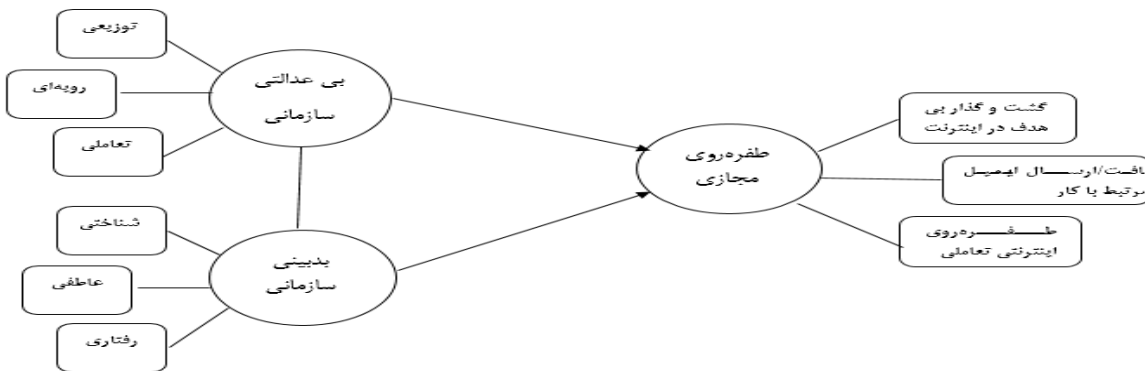 توزیعی
رویه‌ای
تعاملی
بی عدالتی
سازمانی
شناختی
عاطفی
رفتاری
بدبینی
سازمانی
طفره‌روی
مجازی
گشت و گذار بی
هدف در اینترنت
ارسال ایمیل
با کار
طفره‌روی
اینترنتی تعاملی